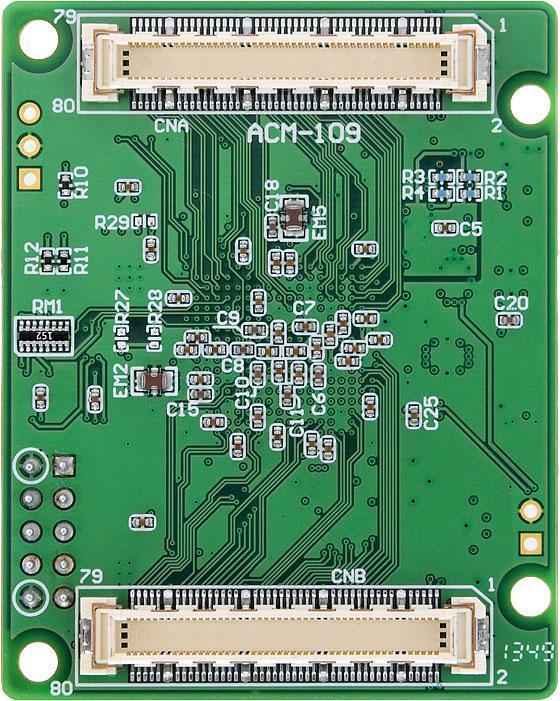 79 1
80 CNA ACM-109 2
R10
R3 R2
R4 R1
C18
R29 EM5 C5
R12 R11
RM1 R27 R28 C20
152 C9 C7
C8
EM2 C10 C6
C15 C25
79 CNB 1
1349
80 2